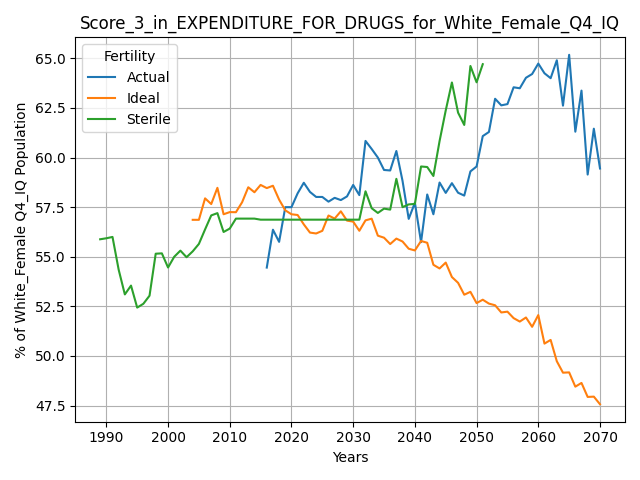 Score_3_in_EXPENDITURE_FOR_DRUGS_for_White_Female_Q4_IQ
Fertility
Actual
Ideal
Sterile
% of White_Female Q4_IQ Population
65.0
62.5
60.0
57.5
55.0
52.5
50.0
47.5
1990 2000 2010 2020 2030 2040 2050 2060 2070
Years